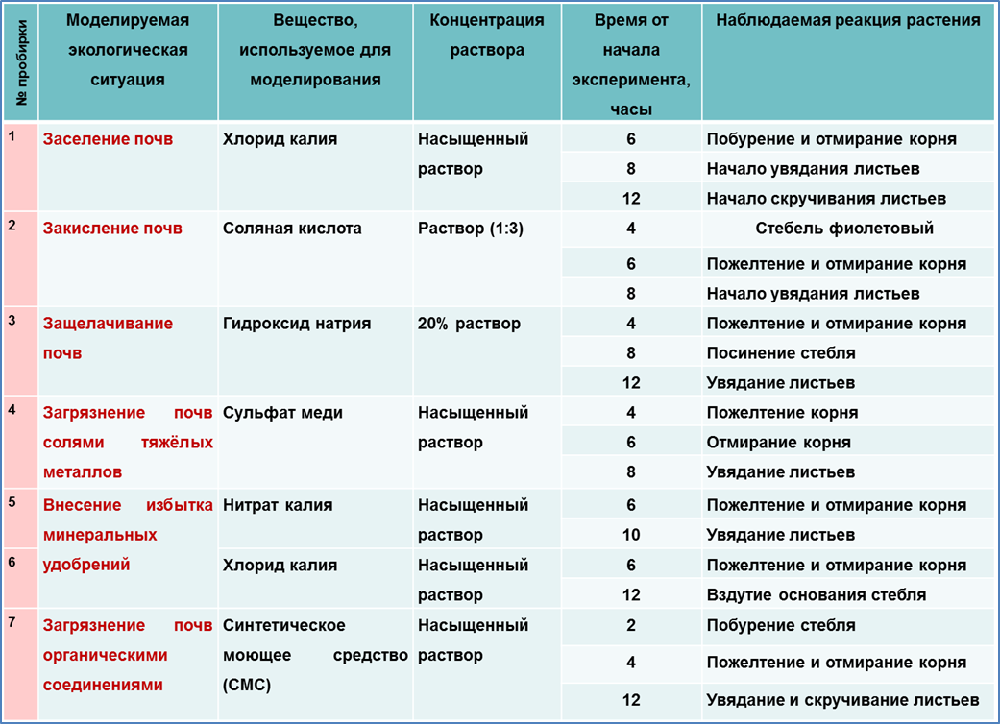 № пробирки
Моделируемая
экологическая
ситуация
Вещество,
используемое для
моделирования
Концентрация
раствора
Время от
начала
эксперимента,
часы
Наблюдаемая реакция растения
1
Заселение почв
Хлорид калия
Насыщенный
раствор
6
Побурение и отмирание корня
8
Начало увядания листьев
12
Начало скручивания листьев
2
Закисление почв
Соляная кислота
Раствор (1:3)
4
Стебель фиолетовый
6
Пожелтение и отмирание корня
8
Начало увядания листьев
3
Защелачивание
почв
Гидроксид натрия
20% раствор
4
Пожелтение и отмирание корня
8
Посинение стебля
12
Увядание листьев
4
Загрязнение почв
солями тяжёлых
металлов
Сульфат меди
Насыщенный
раствор
4
Пожелтение корня
6
Отмирание корня
8
Увядание листьев
5
Внесение избытка
минеральных
удобрений
Нитрат калия
Насыщенный
раствор
6
Пожелтение и отмирание корня
10
Увядание листьев
6
Хлорид калия
Насыщенный
раствор
6
Пожелтение и отмирание корня
12
Вздутие основания стебля
7
Загрязнение почв
органическими
соединениями
Синтетическое
моющее средство
(СМС)
Насыщенный
раствор
2
Побурение стебля
4
Пожелтение и отмирание корня
12
Увядание и скручивание листьев